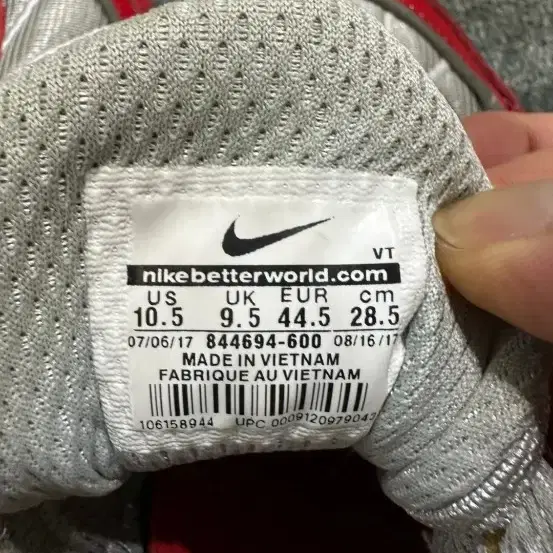 VT
nikebetterworld.com
US UK EUR cm
10.5 9.5 44.5 28.5
07/06/17 844694-600 08/16/17
MADE IN VIETNAM
FABRIQUE AU VIETNAM
106158944 UPC 0009120979043